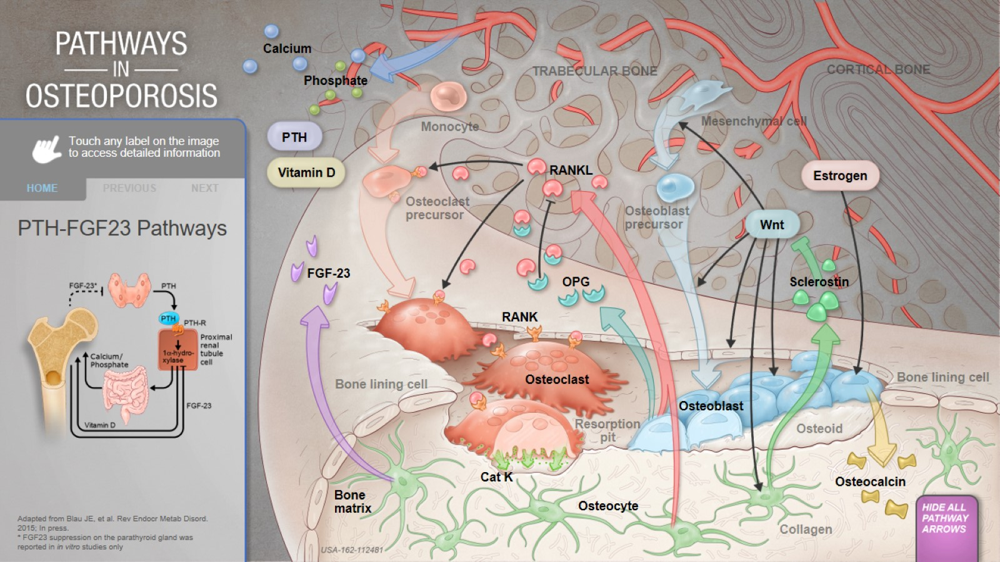 PATHWAYS
IN
OSTEOPOROSIS
Touch any label on the image
to access detailed information
HOME
PREVIOUS
NEXT
PTH-FGF23 Pathways
FGF-23*
PTH
PTH
PTH-R
Proximal
renal
tubule
cell
1α-hydro-
xylase
Calcium/
Phosphate
FGF-23
Vitamin D
Adapted from Blau JE, et al. Rev Endocr Metab Disord.
2015; In press.
* FGF23 suppression on the parathyroid gland was
reported in in vitro studies only
Calcium
Phosphate
PTH
Vitamin D
TRABECULAR BONE
CORTICAL BONE
Monocyte
Mesenchymal cell
RANKL
Estrogen
Osteoclast
precursor
Osteoblast
precursor
Wnt
FGF-23
OPG
Sclerostin
RANK
Bone lining cell
Osteoclast
Bone lining cell
Osteoblast
Resorption
pit
Osteoid
Cat K
Osteocalcin
Bone
matrix
Osteocyte
Collagen
HIDE ALL
PATHWAY
ARROWS
USA-162-112481